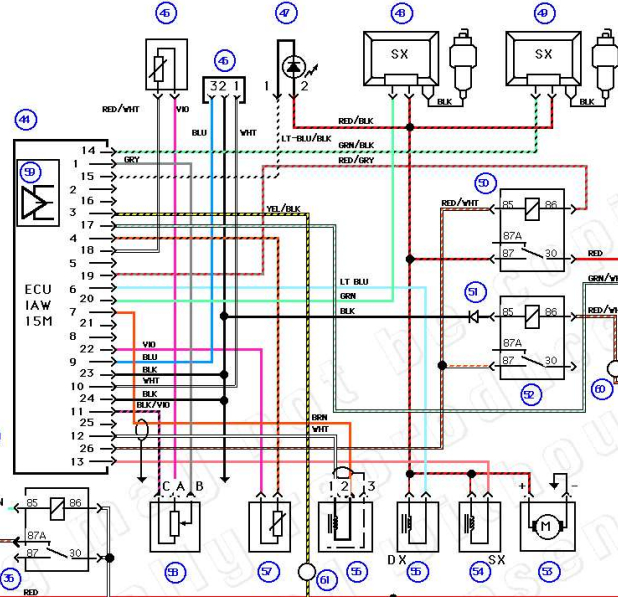 45
47
48
49
SX
SX
46
3 2 1
1
2
BLK
BLK
RED/WHT
VIO
BLU
WHT
RED/BLK
LT-BLU/BLK
GRN/BLK
RED/GRY
44
59
14
1
GRY
15
2
16
3
YEL/BLK
17
4
18
5
19
6
LT BLU
20
GRN
7
BLK
21
8
22
VIO
9
BLU
23
BLK
10
WHT
24
BLK
11
BLK/VIO
25
BRN
12
WHT
26
13
ECU
IAW
15M
50
RED/WHT
85
86
87A
87
30
RED
GRN/WH
51
85
86
RED/WH
87A
87
30
52
60
C A B
1 2 3
+
-
M
85
86
87A
87
30
RED
58
57
61
56
DX
55
54
SX
53